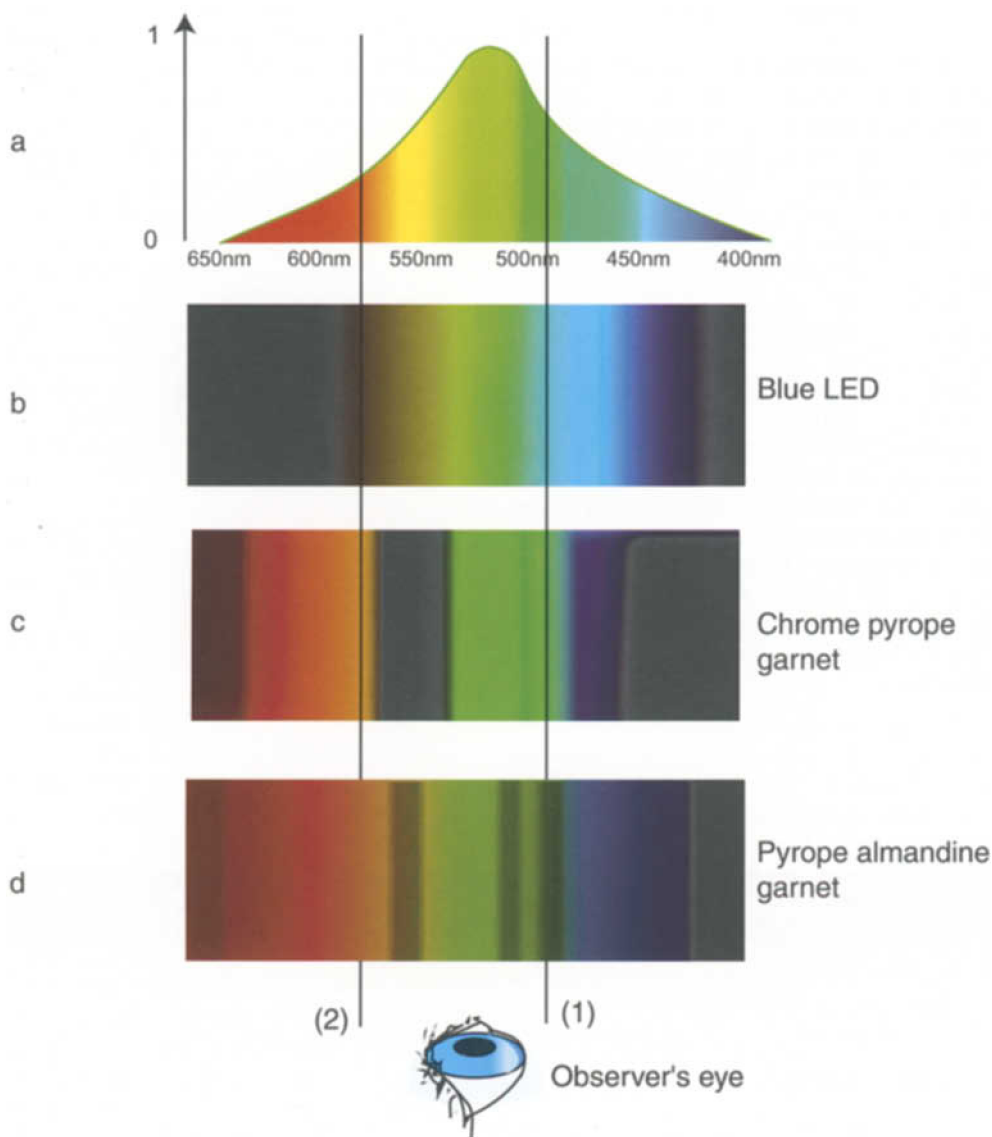 1
a
0
650nm 600nm 550nm 500nm 450nm 400nm
b
Blue LED
c
Chrome pyrope
garnet
d
Pyrope almandine
garnet
(2)
(1)
Observer's eye